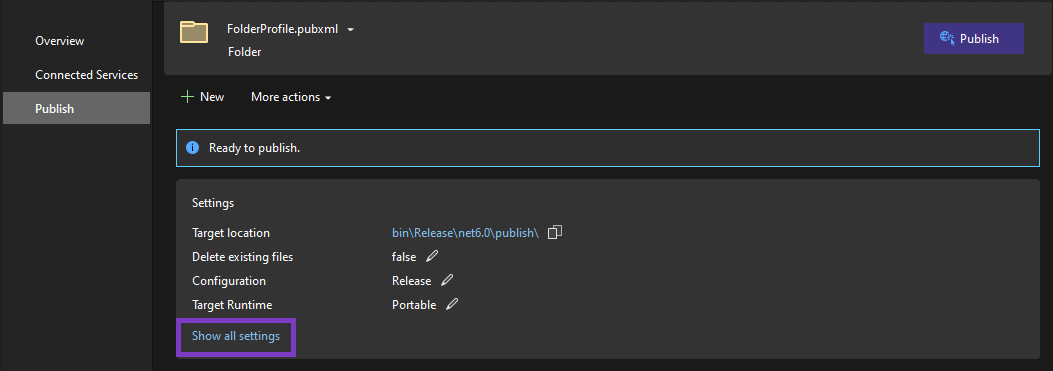 Overview
Connected Services
Publish
FolderProfile.pubxml
Folder
Publish
New
More actions
Ready to publish.
Settings
Target location bin\Release\net6.0\publish\
Delete existing files false
Configuration Release
Target Runtime Portable
Show all settings